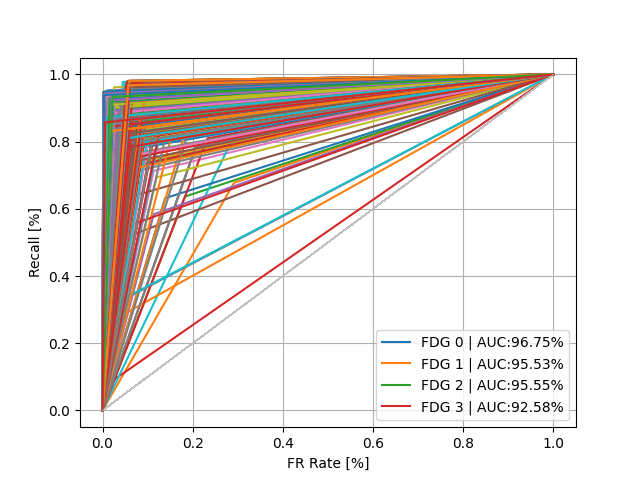 1.0
0.8
0.6
0.4
0.2
0.0
Recall [%]
0.0 0.2 0.4 0.6 0.8 1.0
FR Rate [%]
FDG 0 | AUC:96.75%
FDG 1 | AUC:95.53%
FDG 2 | AUC:95.55%
FDG 3 | AUC:92.58%